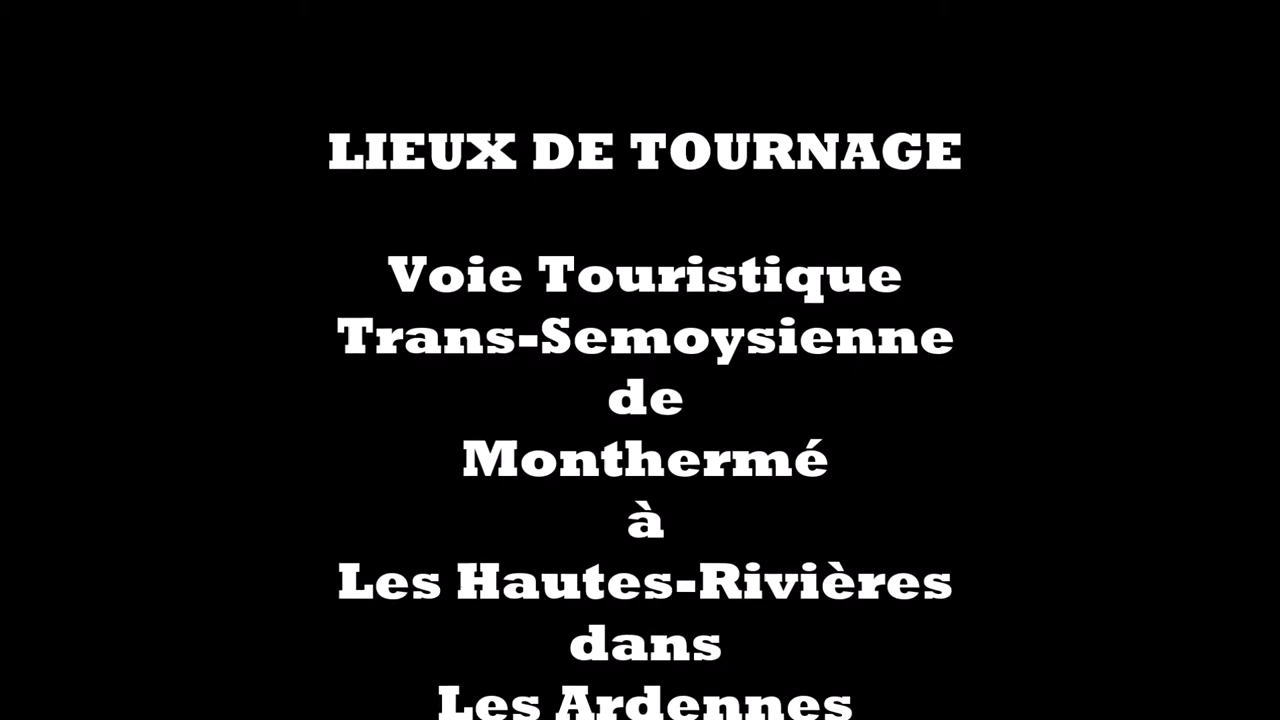 LIEUX DE TOURNAGE
Voie Touristique
Trans-Semoysienne
de
Monthermé
à
Les Hautes-Rivières
dans
Les Ardennes